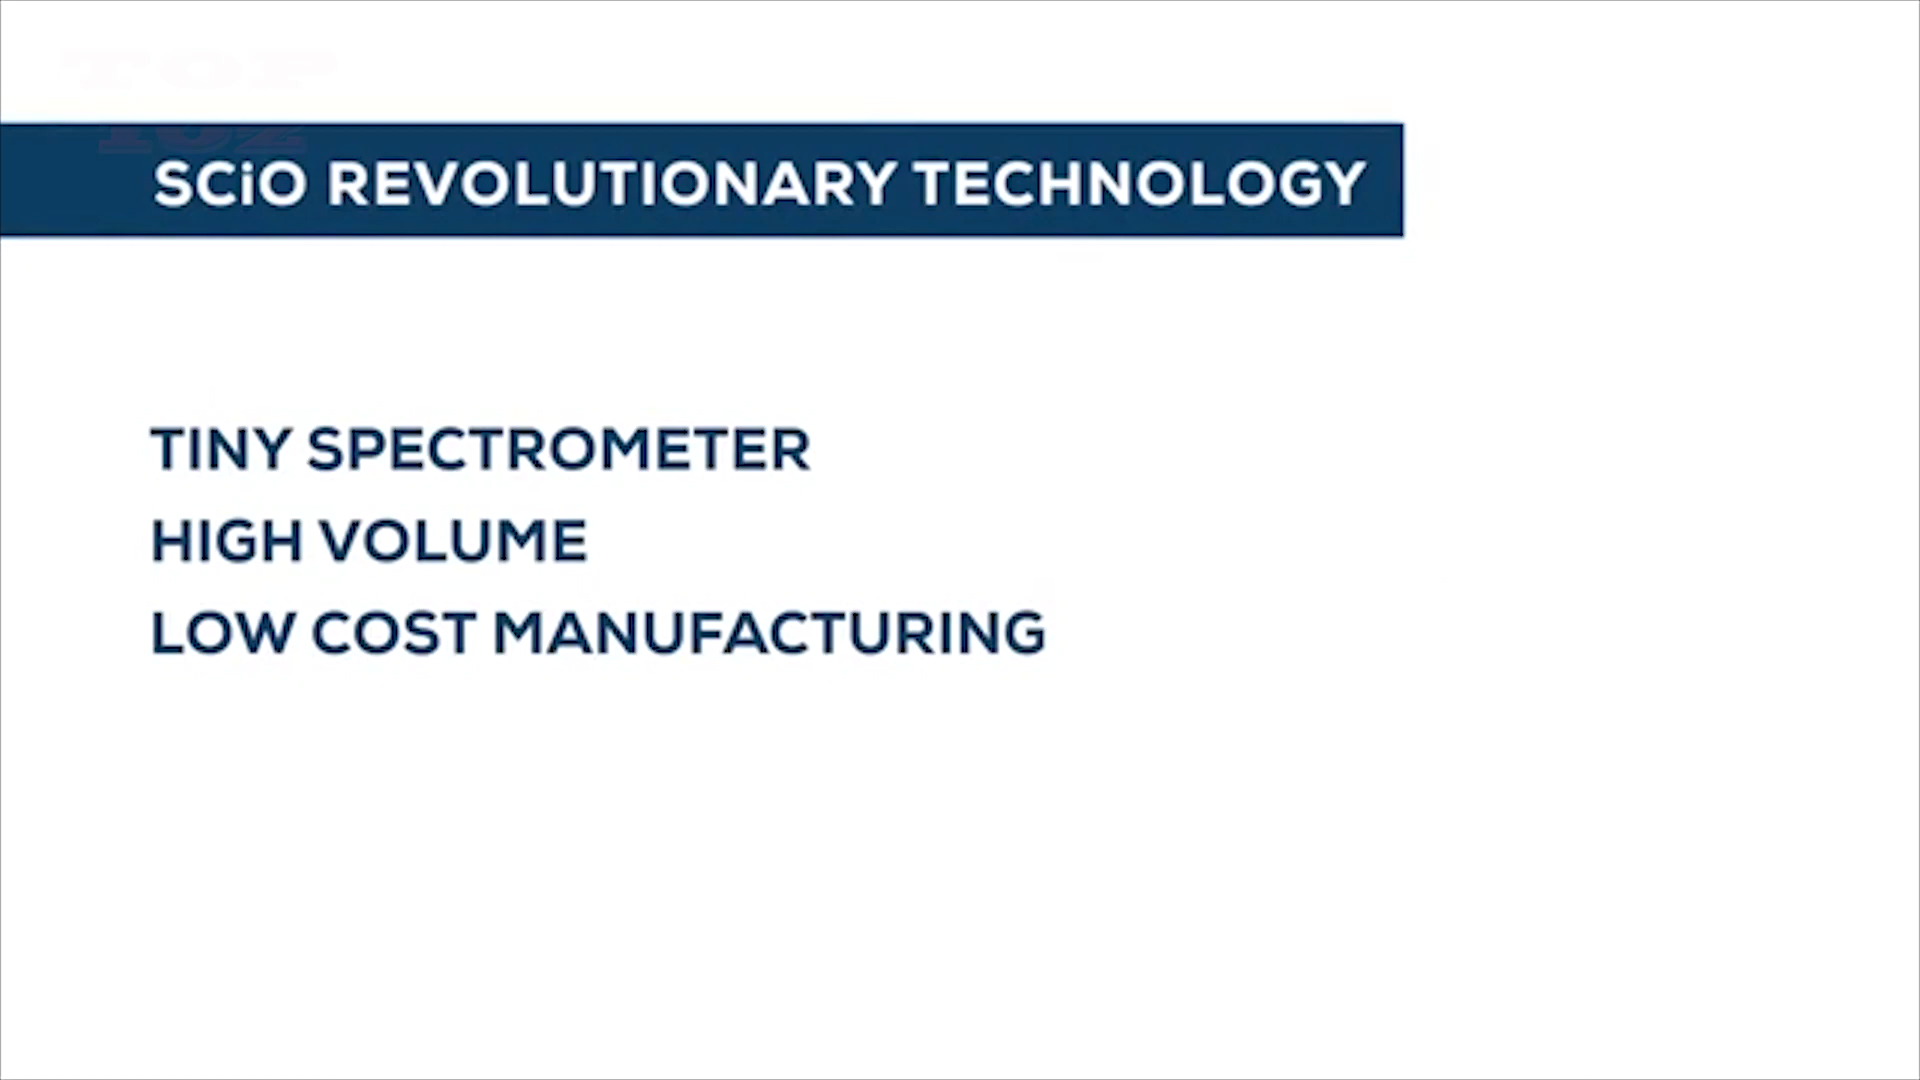 SCiO REVOLUTIONARY TECHNOLOGY
TINY SPECTROMETER
HIGH VOLUME
LOW COST MANUFACTURING